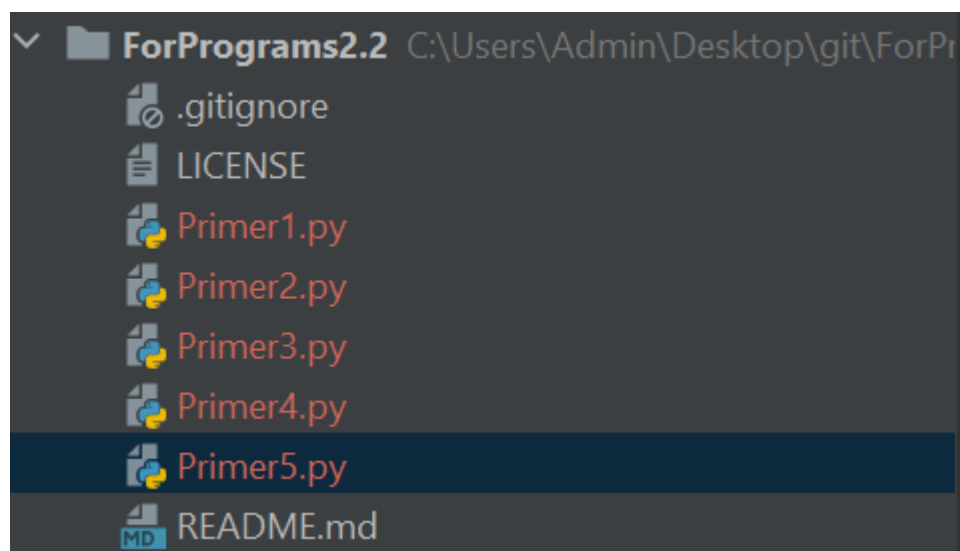 ForPrograms2.2 C:\Users\Admin\Desktop\git\ForPr
.gitignore
LICENSE
Primer1.py
Primer2.py
Primer3.py
Primer4.py
Primer5.py
MD README.md